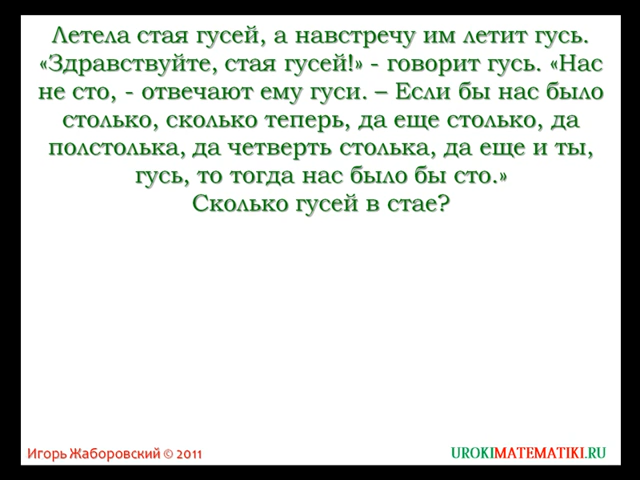 Летела стая гусей, а навстречу им летит гусь.
«Здравствуйте, стая гусей!» - говорит гусь. «Нас
не сто, - отвечают ему гуси. – Если бы нас было
столько, сколько теперь, да еще столько, да
полстолька, да четверть столька, да еще и ты,
гусь, то тогда нас было бы сто.»
Сколько гусей в стае?
Игорь Жаборовский © 2011
UROKIMATEMATIKI.RU